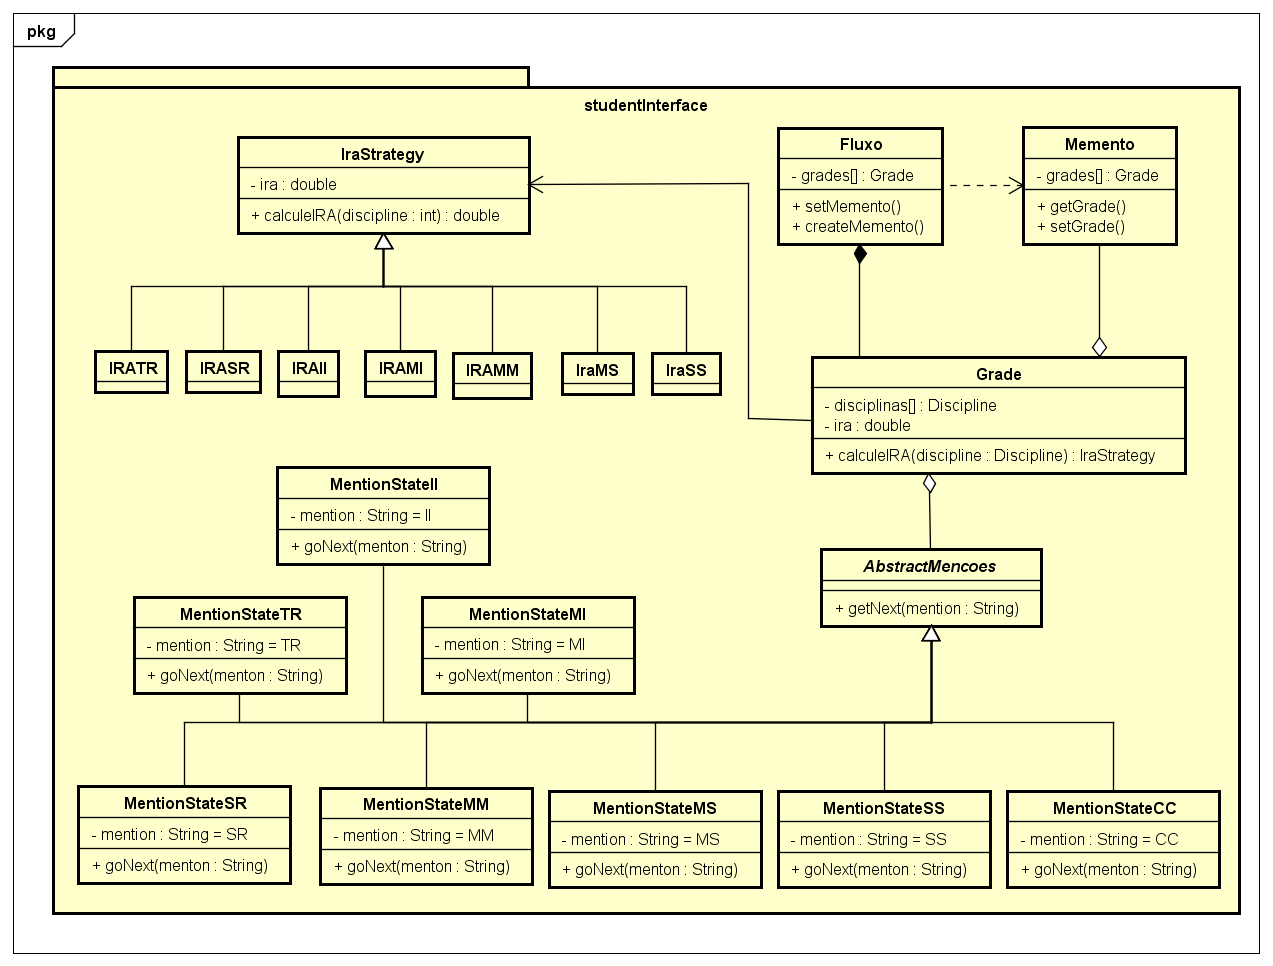 pkg
studentInterface
IraStrategy
- ira : double
+ calculeIRA(discipline : int) : double
Fluxo
- grades[] : Grade
+ setMemento()
+ createMemento()
Memento
- grades[] : Grade
+ getGrade()
+ setGrade()
IRATR
IRASR
IRAII
IRAMI
IRAMM
IraMS
IraSS
Grade
- disciplinas[] : Discipline
- ira : double
+ calculeIRA(discipline : Discipline) : IraStrategy
MentionStateII
- mention : String = II
+ goNext(menton : String)
AbstractMencoes
+ getNext(mention : String)
MentionStateTR
- mention : String = TR
+ goNext(menton : String)
MentionStateMI
- mention : String = MI
+ goNext(menton : String)
MentionStateSR
- mention : String = SR
+ goNext(menton : String)
MentionStateMM
- mention : String = MM
+ goNext(menton : String)
MentionStateMS
- mention : String = MS
+ goNext(menton : String)
MentionStateSS
- mention : String = SS
+ goNext(menton : String)
MentionStateCC
- mention : String = CC
+ goNext(menton : String)